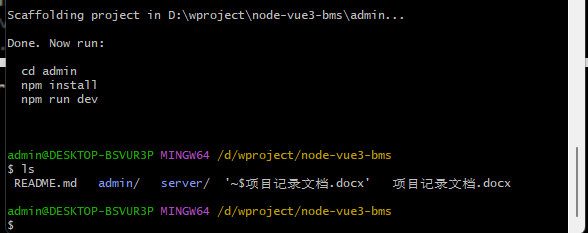 Scaffolding project in D:\wproject\node-vue3-bms\admin...
Done. Now run:
cd admin
npm install
npm run dev
admin@DESKTOP-BSVUR3P MINGW64 /d/wproject/node-vue3-bms
$ ls
README.md admin/ server/ '~$项目记录文档.docx' 项目记录文档.docx
admin@DESKTOP-BSVUR3P MINGW64 /d/wproject/node-vue3-bms
$